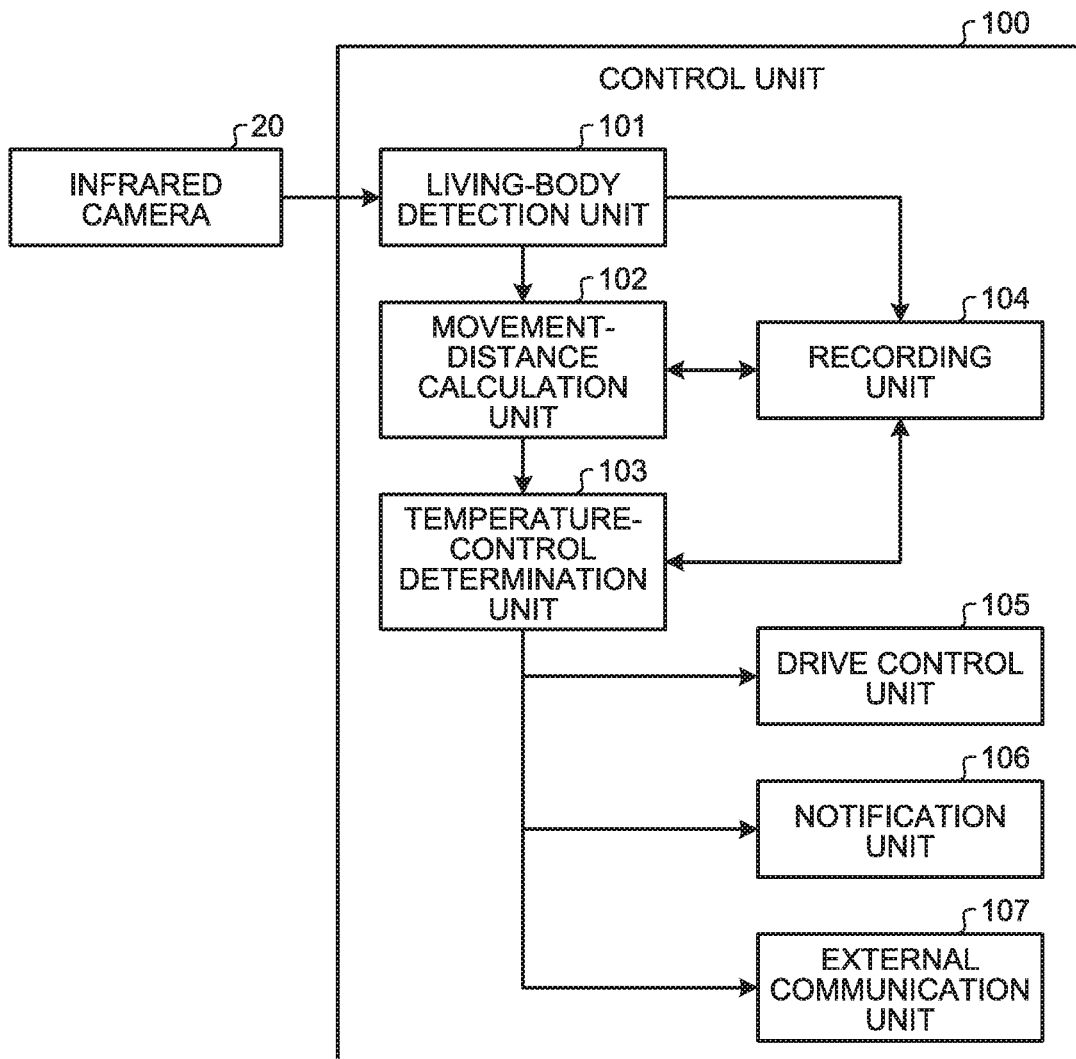 100
CONTROL UNIT
20
INFRARED
CAMERA
101
LIVING-BODY
DETECTION UNIT
102
MOVEMENT-
DISTANCE
CALCULATION
UNIT
104
RECORDING
UNIT
103
TEMPERATURE-
CONTROL
DETERMINATION
UNIT
105
DRIVE CONTROL
UNIT
106
NOTIFICATION
UNIT
107
EXTERNAL
COMMUNICATION
UNIT